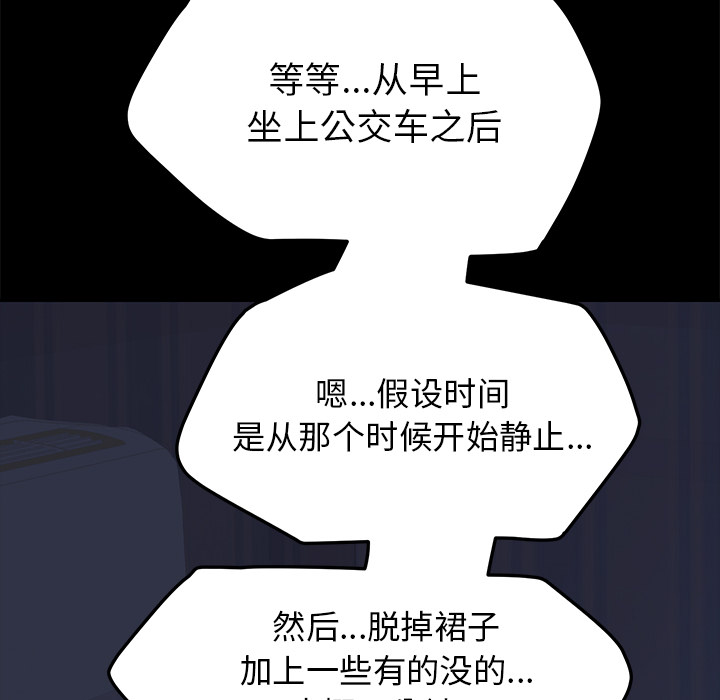 等等...从早上
坐上公交车之后
嗯...假设时间
是从那个时候开始静止...
然后...脱掉裙子
加上一些有的没的...